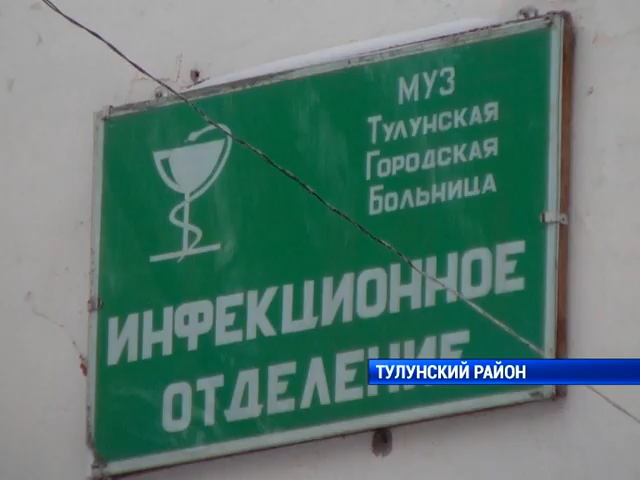 МУЗ
Тулунская
Городская
Больница
ИНФЕКЦИОННОЕ
ОТДЕЛЕНИЕ
ТУЛУНСКИЙ РАЙОН